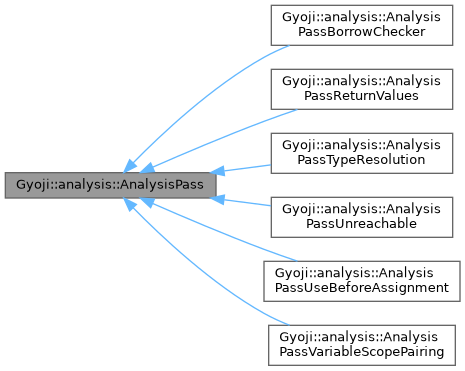 Gyoji::analysis::Analysis
PassBorrowChecker
Gyoji::analysis::Analysis
PassReturnValues
Gyoji::analysis::Analysis
PassTypeResolution
Gyoji::analysis::AnalysisPass
Gyoji::analysis::Analysis
PassUnreachable
Gyoji::analysis::Analysis
PassUseBeforeAssignment
Gyoji::analysis::Analysis
PassVariableScopePairing